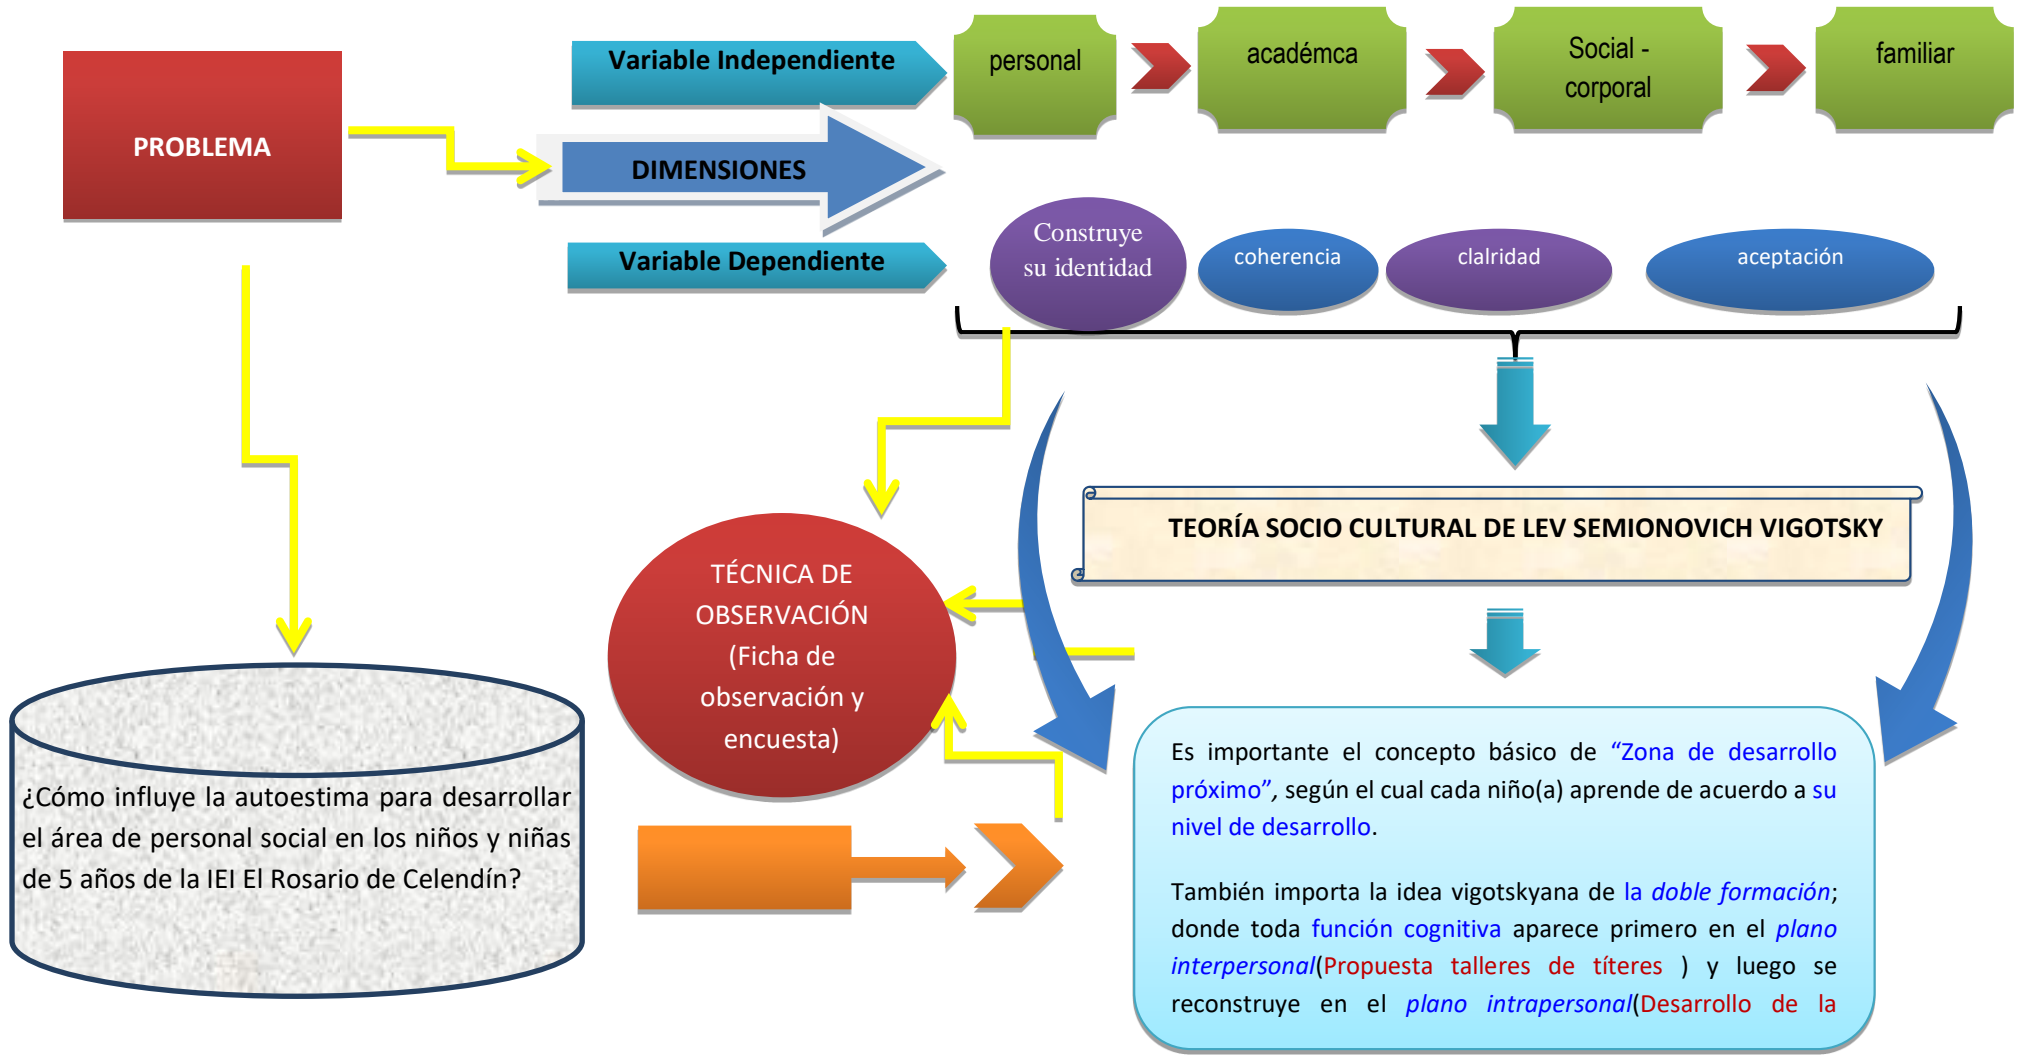 PROBLEMA
Variable Independiente
personal
académca
Social -
corporal
familiar
DIMENSIONES
Variable Dependiente
Construye
su identidad
coherencia
clalridad
aceptación
TEORÍA SOCIO CULTURAL DE LEV SEMIONOVICH VIGOTSKY
TÉCNICA DE
OBSERVACIÓN
(Ficha de
observación y
encuesta)
¿Cómo influye la autoestima para desarrollar
el área de personal social en los niños y niñas
de 5 años de la IEI El Rosario de Celendín?
Es importante el concepto básico de “Zona de desarrollo
próximo”, según el cual cada niño(a) aprende de acuerdo a su
nivel de desarrollo.
También importa la idea vigotskyana de la doble formación;
donde toda función cognitiva aparece primero en el plano
interpersonal(Propuesta talleres de títeres ) y luego se
reconstruye en el plano intrapersonal(Desarrollo de la